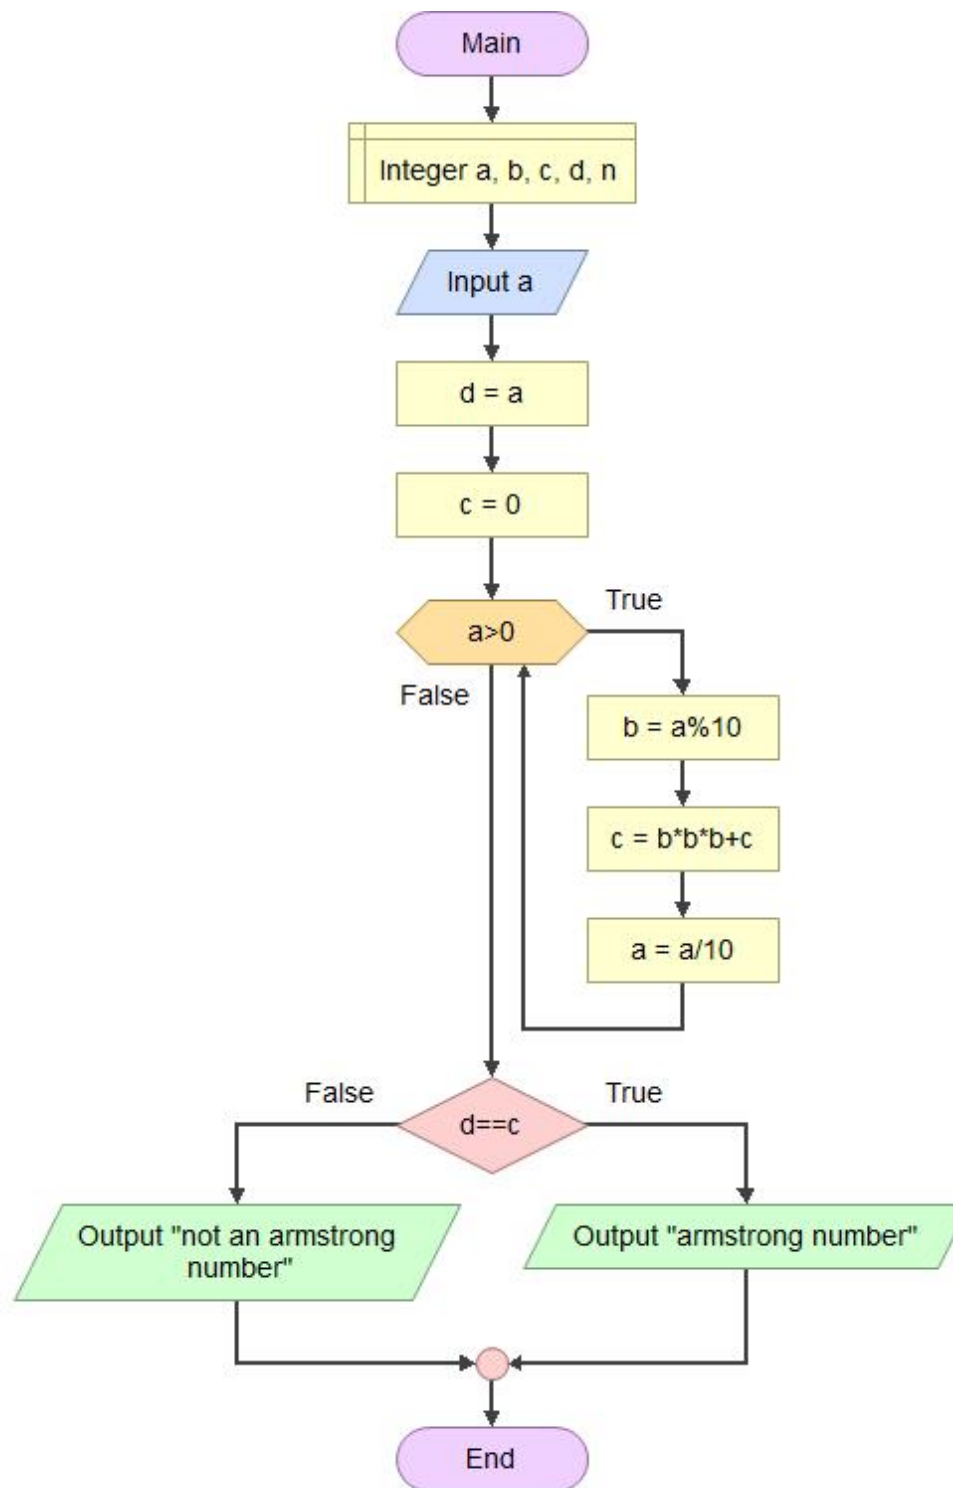 Main
Integer a, b, c, d, n
Input a
d = a
c = 0
a>0
True
False
b = a%10
c = b*b*b+c
a = a/10
False
True
d==c
Output "not an armstrong
number"
Output "armstrong number"
End